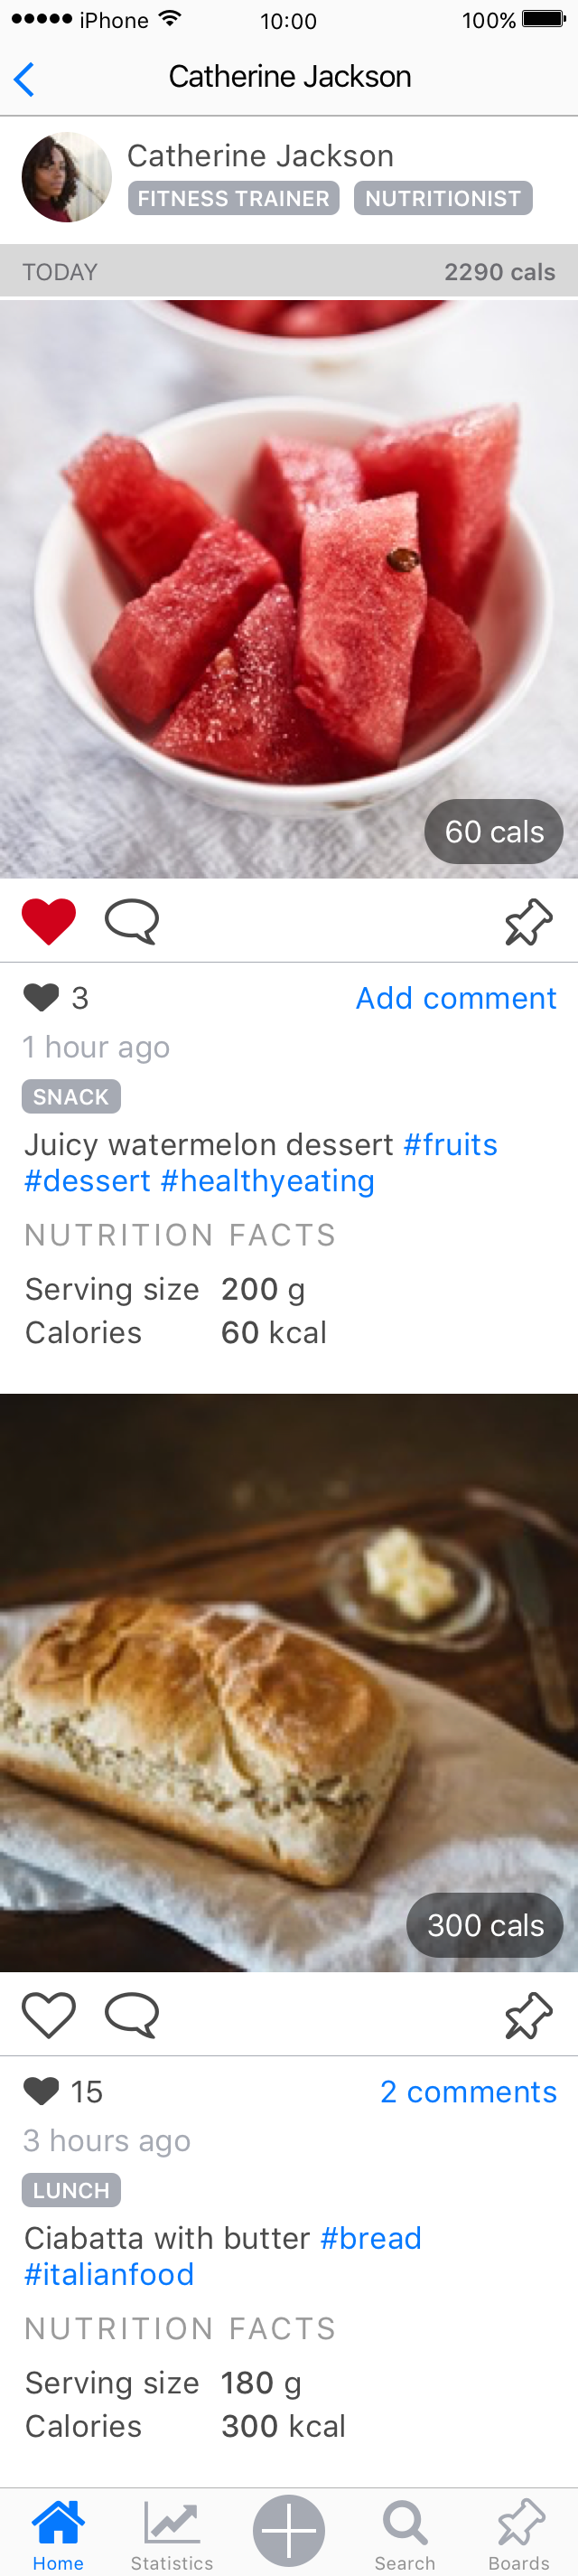 iPhone 10:00 100%
Catherine Jackson
Catherine Jackson
FITNESS TRAINER NUTRITIONIST
TODAY 2290 cals
60 cals
3 Add comment
1 hour ago
SNACK
Juicy watermelon dessert #fruits
#dessert #healthyeating
NUTRITION FACTS
Serving size 200 g
Calories 60 kcal
300 cals
15 2 comments
3 hours ago
LUNCH
Ciabatta with butter #bread
#italianfood
NUTRITION FACTS
Serving size 180 g
Calories 300 kcal
Home Statistics Search Boards